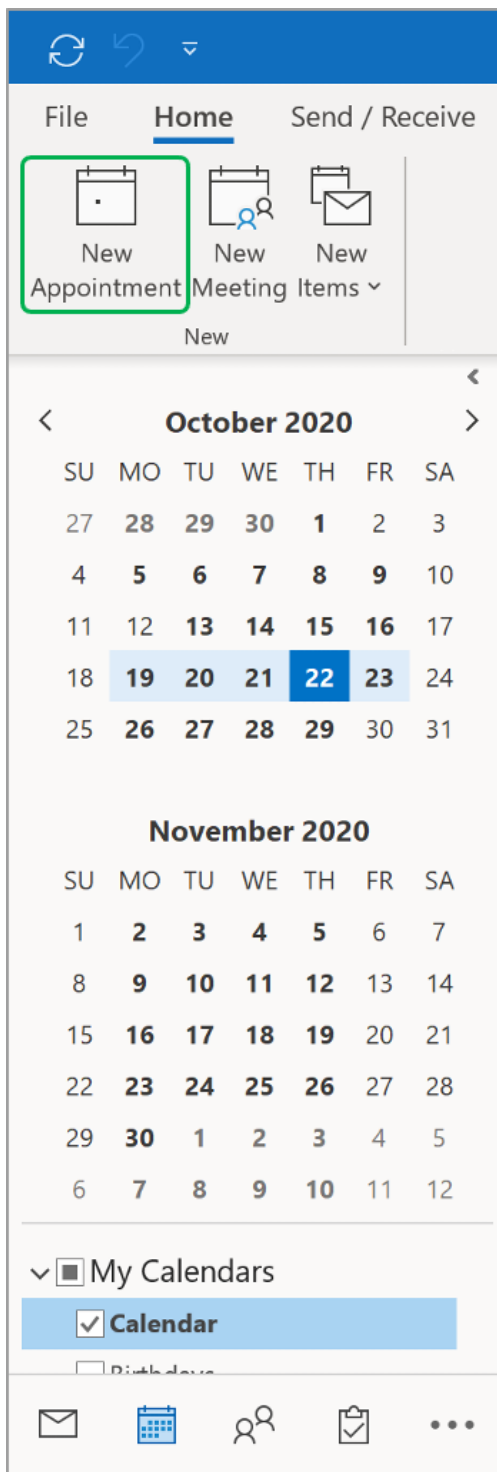 File Home Send / Receive
New Appointment New Meeting New Items
New
October 2020
SU MO TU WE TH FR SA
27 28 29 30 1 2 3
4 5 6 7 8 9 10
11 12 13 14 15 16 17
18 19 20 21 22 23 24
25 26 27 28 29 30 31
November 2020
SU MO TU WE TH FR SA
1 2 3 4 5 6 7
8 9 10 11 12 13 14
15 16 17 18 19 20 21
22 23 24 25 26 27 28
29 30 1 2 3 4 5
6 7 8 9 10 11 12
My Calendars
Calendar
Birthdays